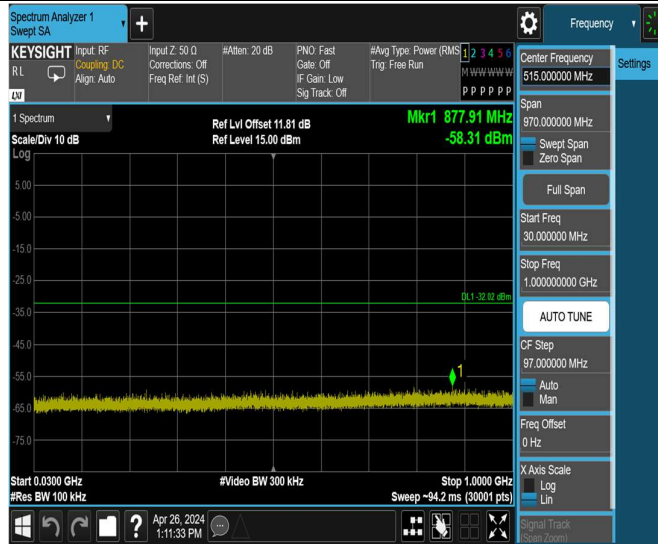 Spectrum Analyzer 1
Swept SA
+
Frequency
KEYSIGHT
RL
LXI
Input: RF
Coupling: DC
Align: Auto
Input Z: 50 Ω
Corrections: Off
Freq Ref: Int (S)
#Atten: 20 dB
PNO: Fast
Gate: Off
IF Gain: Low
Sig Track: Off
#Avg Type: Power (RMS
Trig: Free Run
1 2 3 4 5 6
M W W W W W
P P P P P P
1 Spectrum
Scale/Div 10 dB
Log
Ref Lvl Offset 11.81 dB
Ref Level 15.00 dBm
Mkr1 877.91 MHz
-58.31 dBm
5.00
-5.00
-15.0
-25.0
-35.0
-45.0
-55.0
-65.0
-75.0
DL1 -32.02 dBm
1
Start 0.0300 GHz
#Res BW 100 kHz
#Video BW 300 kHz
Stop 1.0000 GHz
Sweep ~94.2 ms (30001 pts)
?
Apr 26, 2024
1:11:33 PM
Center Frequency
515.000000 MHz
Span
970.000000 MHz
Swept Span
Zero Span
Full Span
Start Freq
30.000000 MHz
Stop Freq
1.000000000 GHz
AUTO TUNE
CF Step
97.000000 MHz
Auto
Man
Freq Offset
0 Hz
X Axis Scale
Log
Lin
Signal Track
(Span Zoom)
Settings